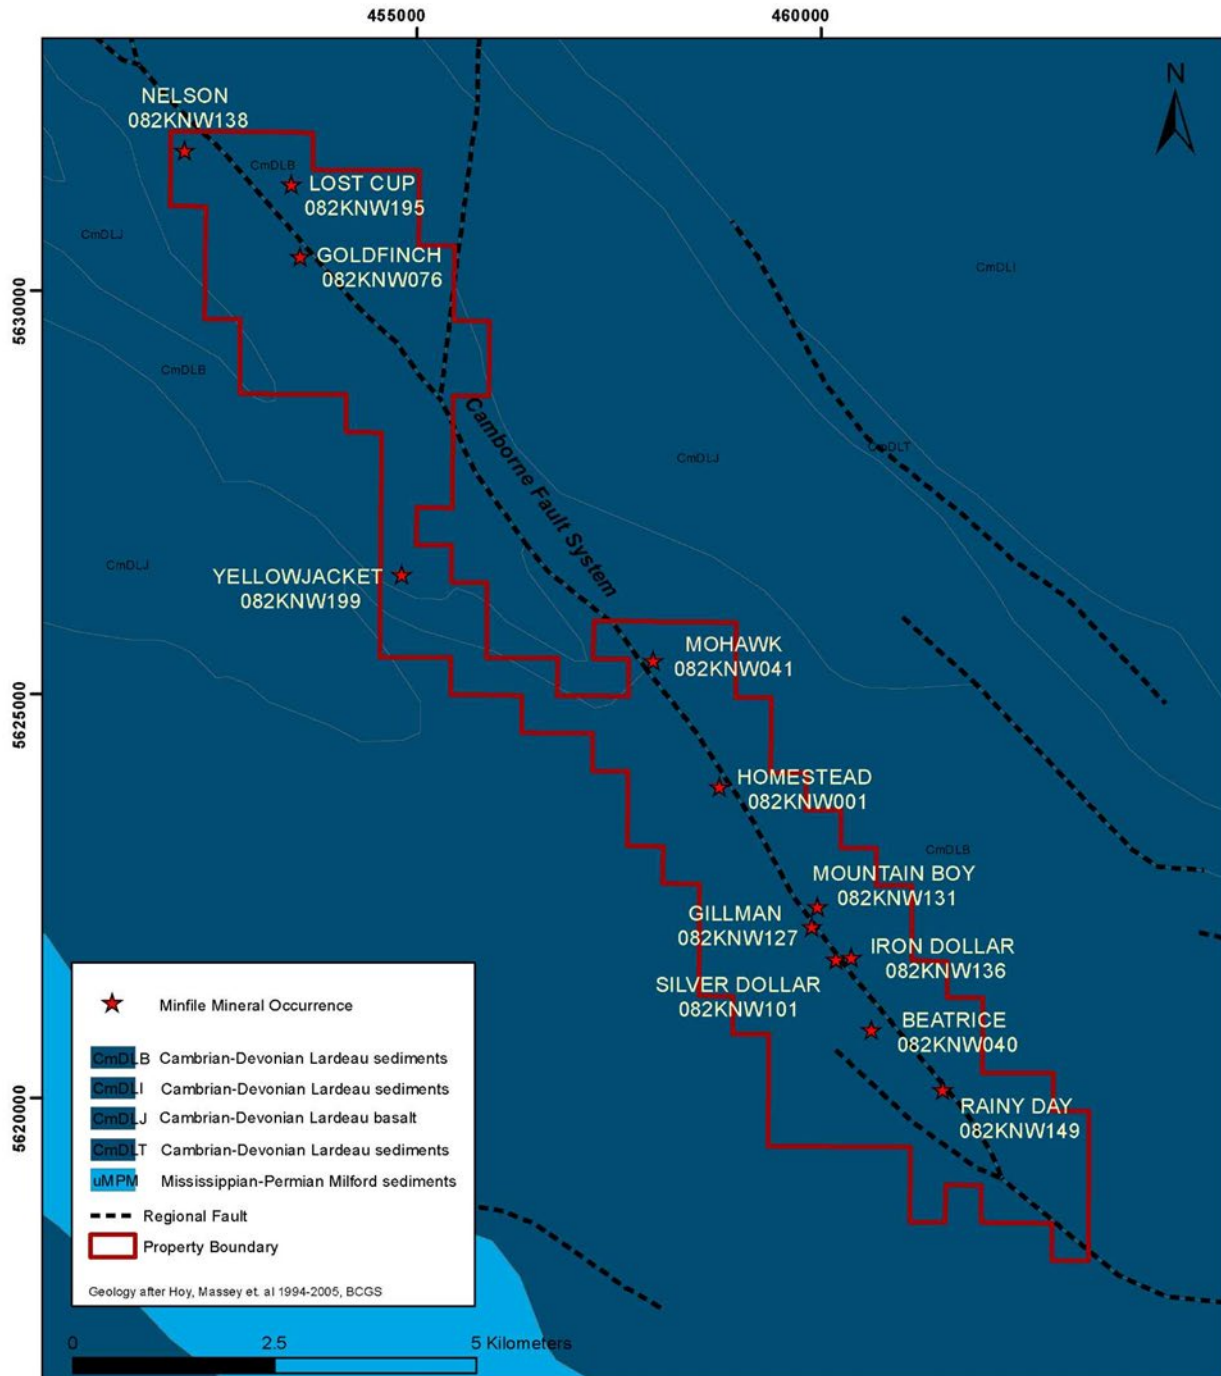 455000
460000
N
NELSON
082KNW138
CmDLB
LOST CUP
082KNW195
CmDLJ
GOLDFINCH
082KNW076
CmDLI
5630000
CmDLB
Camborne Fault System
CmDLT
CmDLJ
CmDLJ
YELLOWJACKET
082KNW199
MOHAWK
082KNW041
5625000
HOMESTEAD
082KNW001
CmDLB
MOUNTAIN BOY
082KNW131
GILLMAN
082KNW127
IRON DOLLAR
082KNW136
SILVER DOLLAR
082KNW101
BEATRICE
082KNW040
RAINY DAY
082KNW149
5620000
Minfile Mineral Occurrence
CmDLB Cambrian-Devonian Lardeau sediments
CmDLI Cambrian-Devonian Lardeau sediments
CmDLJ Cambrian-Devonian Lardeau basalt
CmDLT Cambrian-Devonian Lardeau sediments
uMPM Mississippian-Permian Milford sediments
Regional Fault
Property Boundary
Geology after Hoy, Massey et. al 1994-2005, BCGS
0 2.5 5 Kilometers